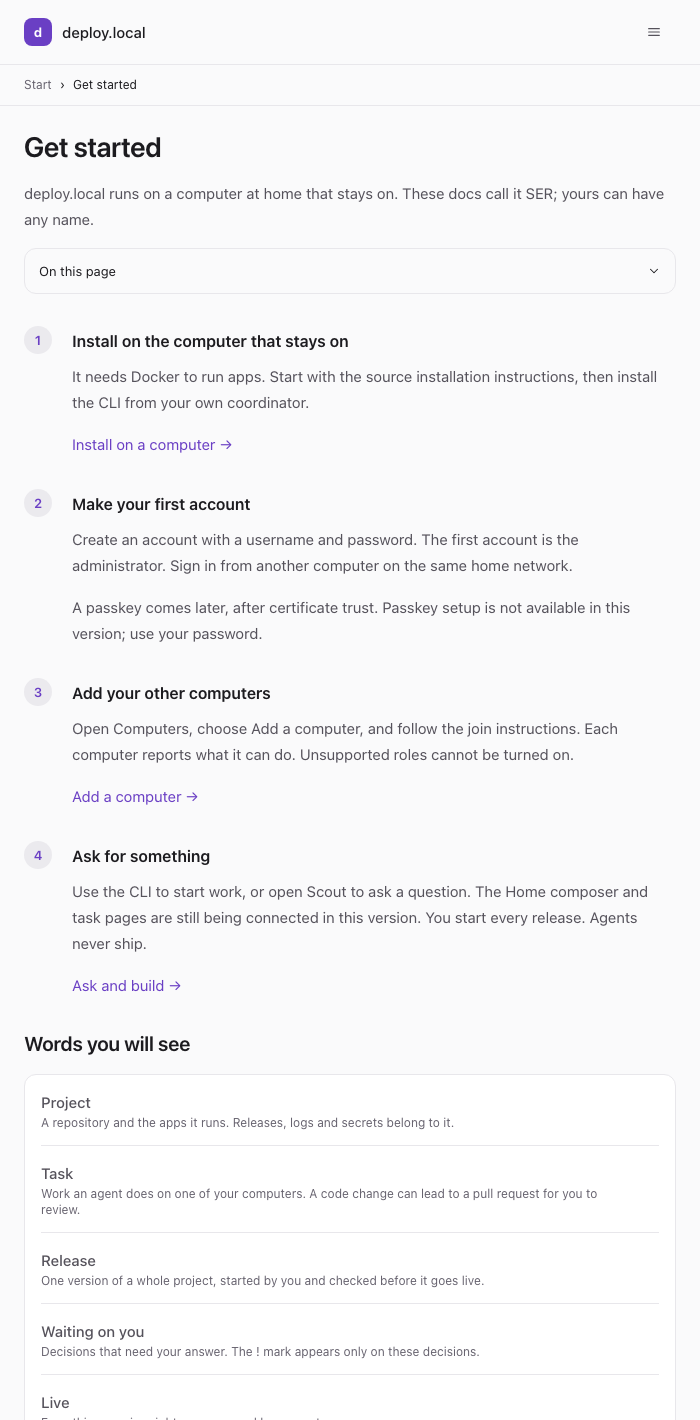 d deploy.local
Start › Get started
Get started
deploy.local runs on a computer at home that stays on. These docs call it SER; yours can have
any name.
On this page
1 Install on the computer that stays on
It needs Docker to run apps. Start with the source installation instructions, then install
the CLI from your own coordinator.
Install on a computer →
2 Make your first account
Create an account with a username and password. The first account is the
administrator. Sign in from another computer on the same home network.
A passkey comes later, after certificate trust. Passkey setup is not available in this
version; use your password.
3 Add your other computers
Open Computers, choose Add a computer, and follow the join instructions. Each
computer reports what it can do. Unsupported roles cannot be turned on.
Add a computer →
4 Ask for something
Use the CLI to start work, or open Scout to ask a question. The Home composer and
task pages are still being connected in this version. You start every release. Agents
never ship.
Ask and build →
Words you will see
Project
A repository and the apps it runs. Releases, logs and secrets belong to it.
Task
Work an agent does on one of your computers. A code change can lead to a pull request for you to
review.
Release
One version of a whole project, started by you and checked before it goes live.
Waiting on you
Decisions that need your answer. The ! mark appears only on these decisions.
Live